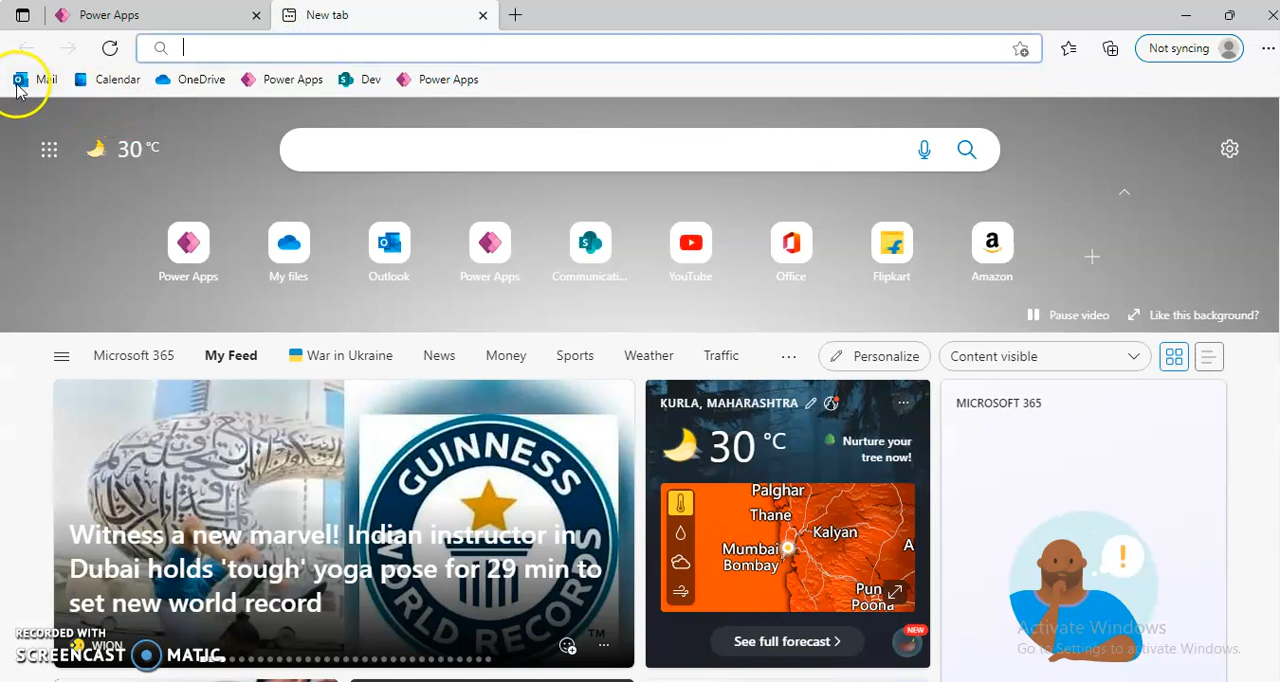 Power Apps
New tab
Not syncing
Mail
Calendar
OneDrive
Power Apps
Dev
Power Apps
30 °C
Power Apps
My files
Outlook
Power Apps
Communicati...
YouTube
Office
Flipkart
Amazon
Pause video
Like this background?
Microsoft 365
My Feed
War in Ukraine
News
Money
Sports
Weather
Traffic
Personalize
Content visible
GUINNESS
WORLD RECORDS
TM
Witness a new marvel! Indian instructor in
Dubai holds 'tough' yoga pose for 29 min to
set new world record
WION
KURLA, MAHARASHTRA
30 °C
Nurture your
tree now!
Palghar
Thane
Kalyan
Mumbai
Bombay
A
Pun
Poona
See full forecast
NEW
MICROSOFT 365
Activate Windows
Go to Settings to activate Windows.
RECORDED WITH
SCREENCAST MATIC